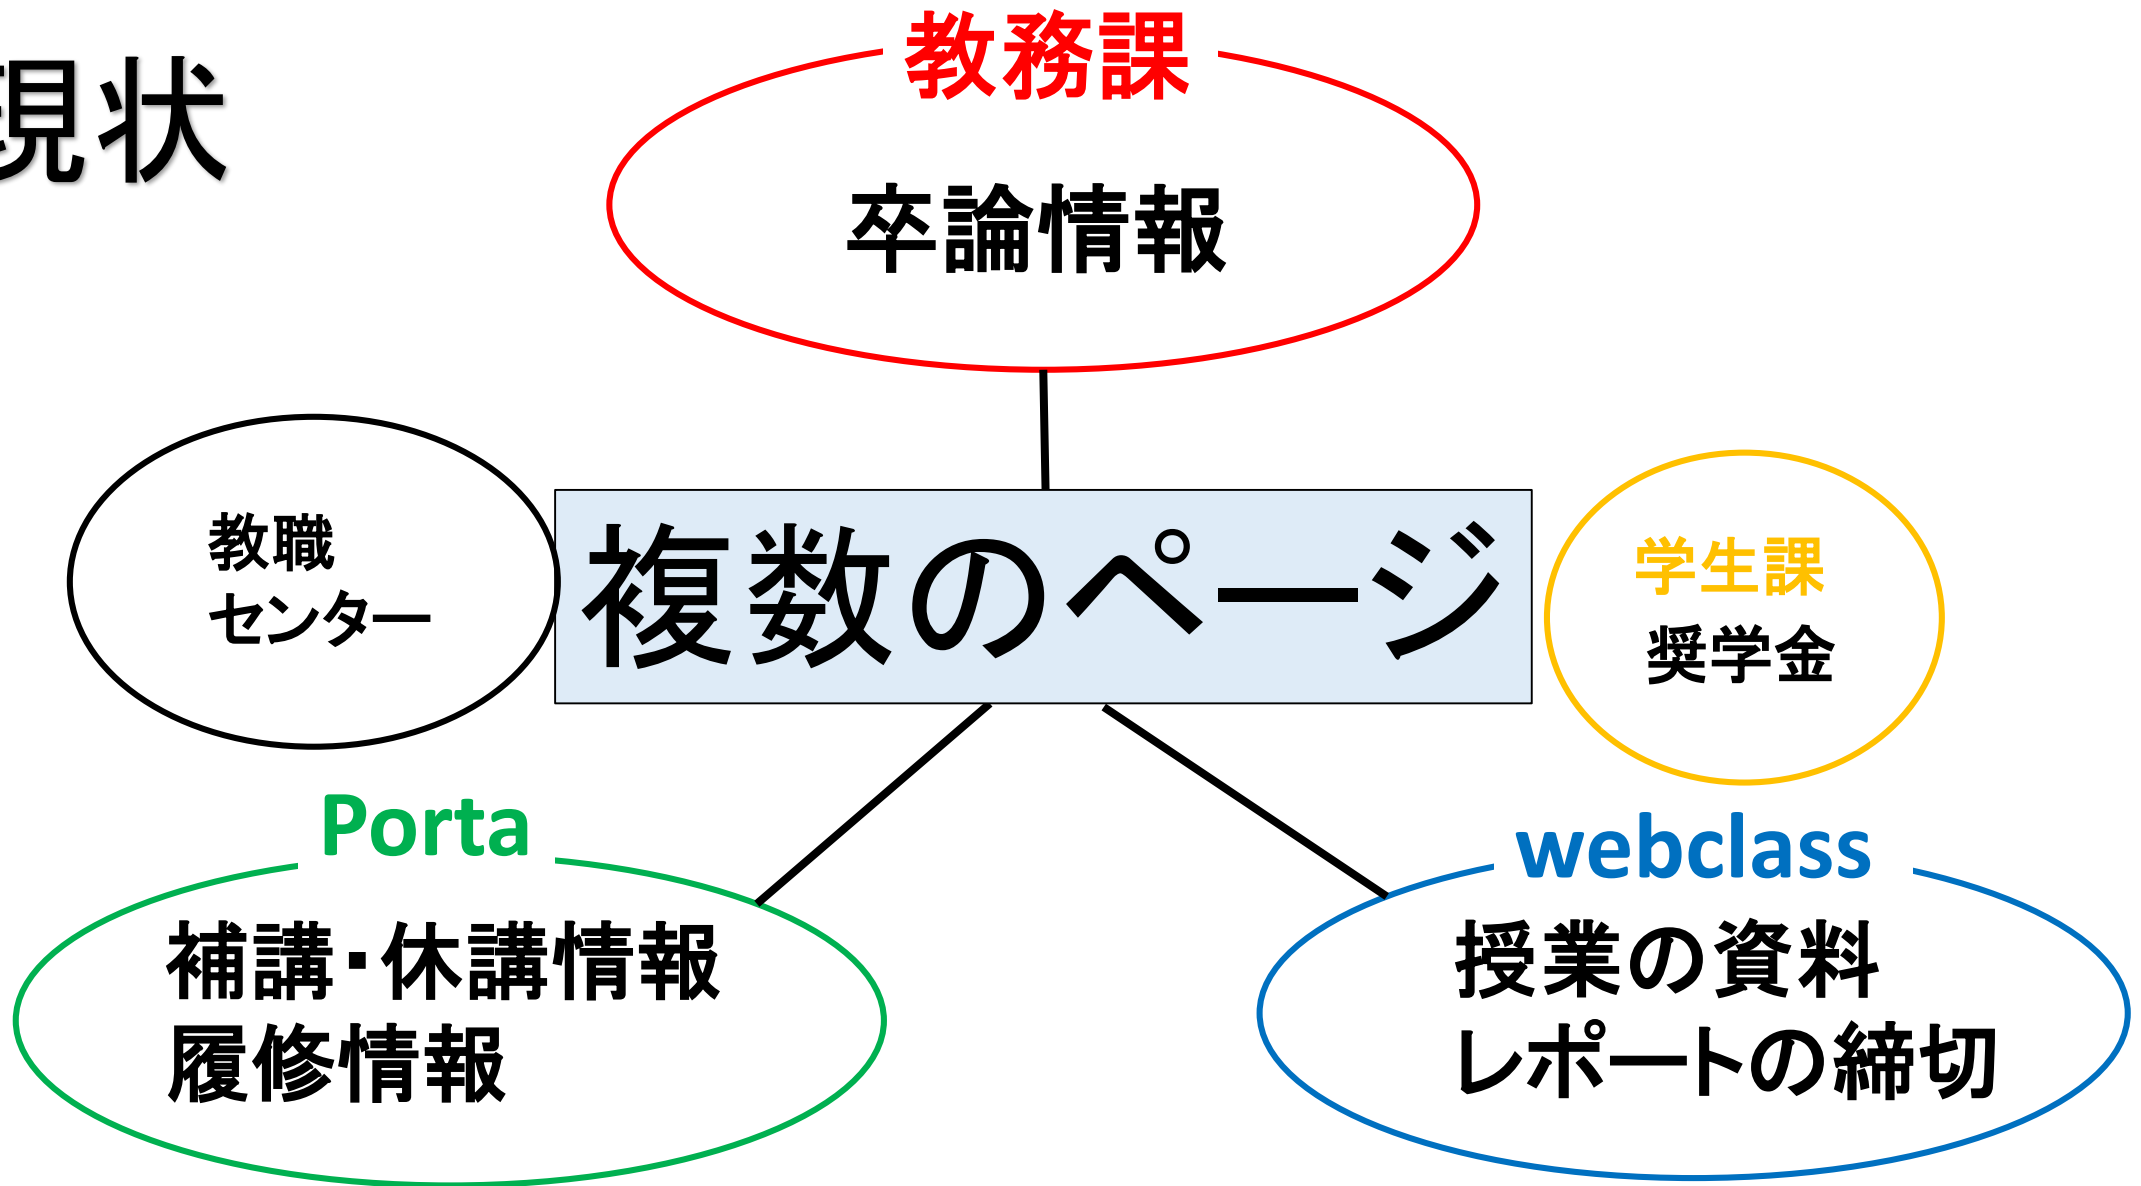 現状
教務課
卒論情報
教職
センター
複数のページ
学生課
奨学金
Porta
補講・休講情報
履修情報
webclass
授業の資料
レポートの締切